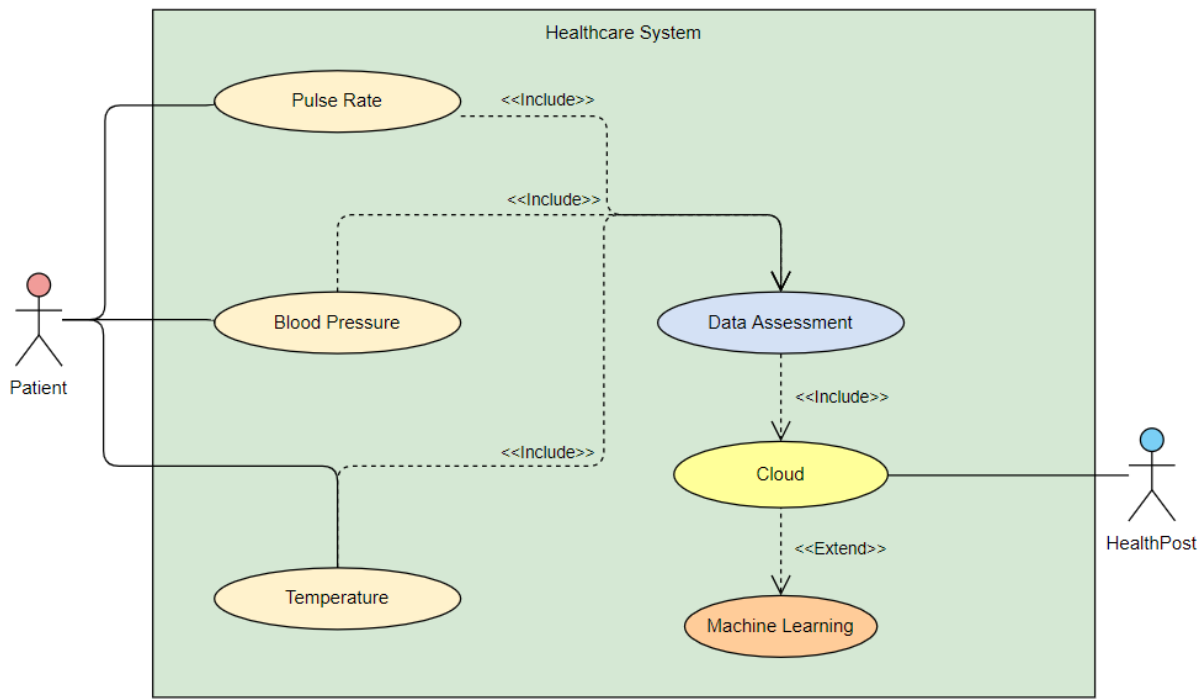 Healthcare System
Pulse Rate
<<Include>>
<<Include>>
Blood Pressure
Data Assessment
Patient
<<Include>>
<<Include>>
Cloud
HealthPost
<<Extend>>
Temperature
Machine Learning